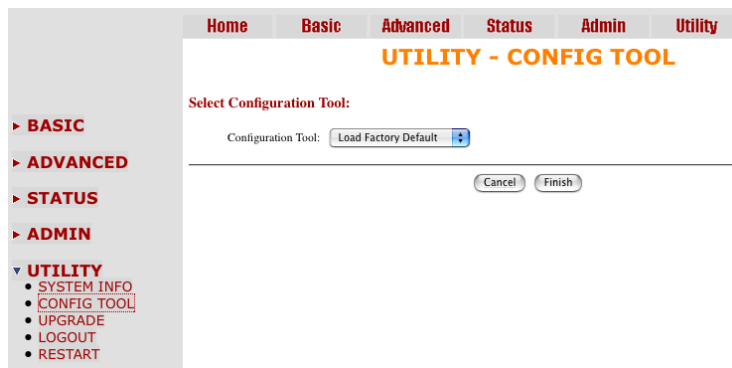 Home Basic Advanced Status Admin Utility
UTILITY - CONFIG TOOL
Select Configuration Tool:
Configuration Tool: Load Factory Default
Cancel Finish
BASIC
ADVANCED
STATUS
ADMIN
UTILITY
SYSTEM INFO
CONFIG TOOL
UPGRADE
LOGOUT
RESTART